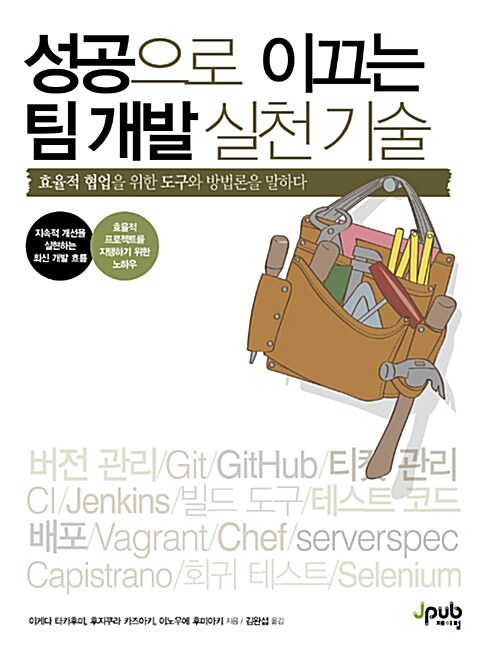 성공으로 이끄는
팀 개발 실천 기술
효율적 협업을 위한 도구와 방법론을 말하다
지속적 개선을
실현하는
최신 개발 흐름
효율적
프로젝트를
지탱하기 위한
노하우
버전 관리/Git/GitHub/티켓 관리
CI/Jenkins/빌드 도구/테스트 코드
배포/Vagrant/Chef/serverspec
Capistrano/회귀 테스트/Selenium
이케다 타카후미, 후지쿠라 카즈아키, 이노우에 후미아키 지음 / 김완섭 옮김
Jpub
제이펍